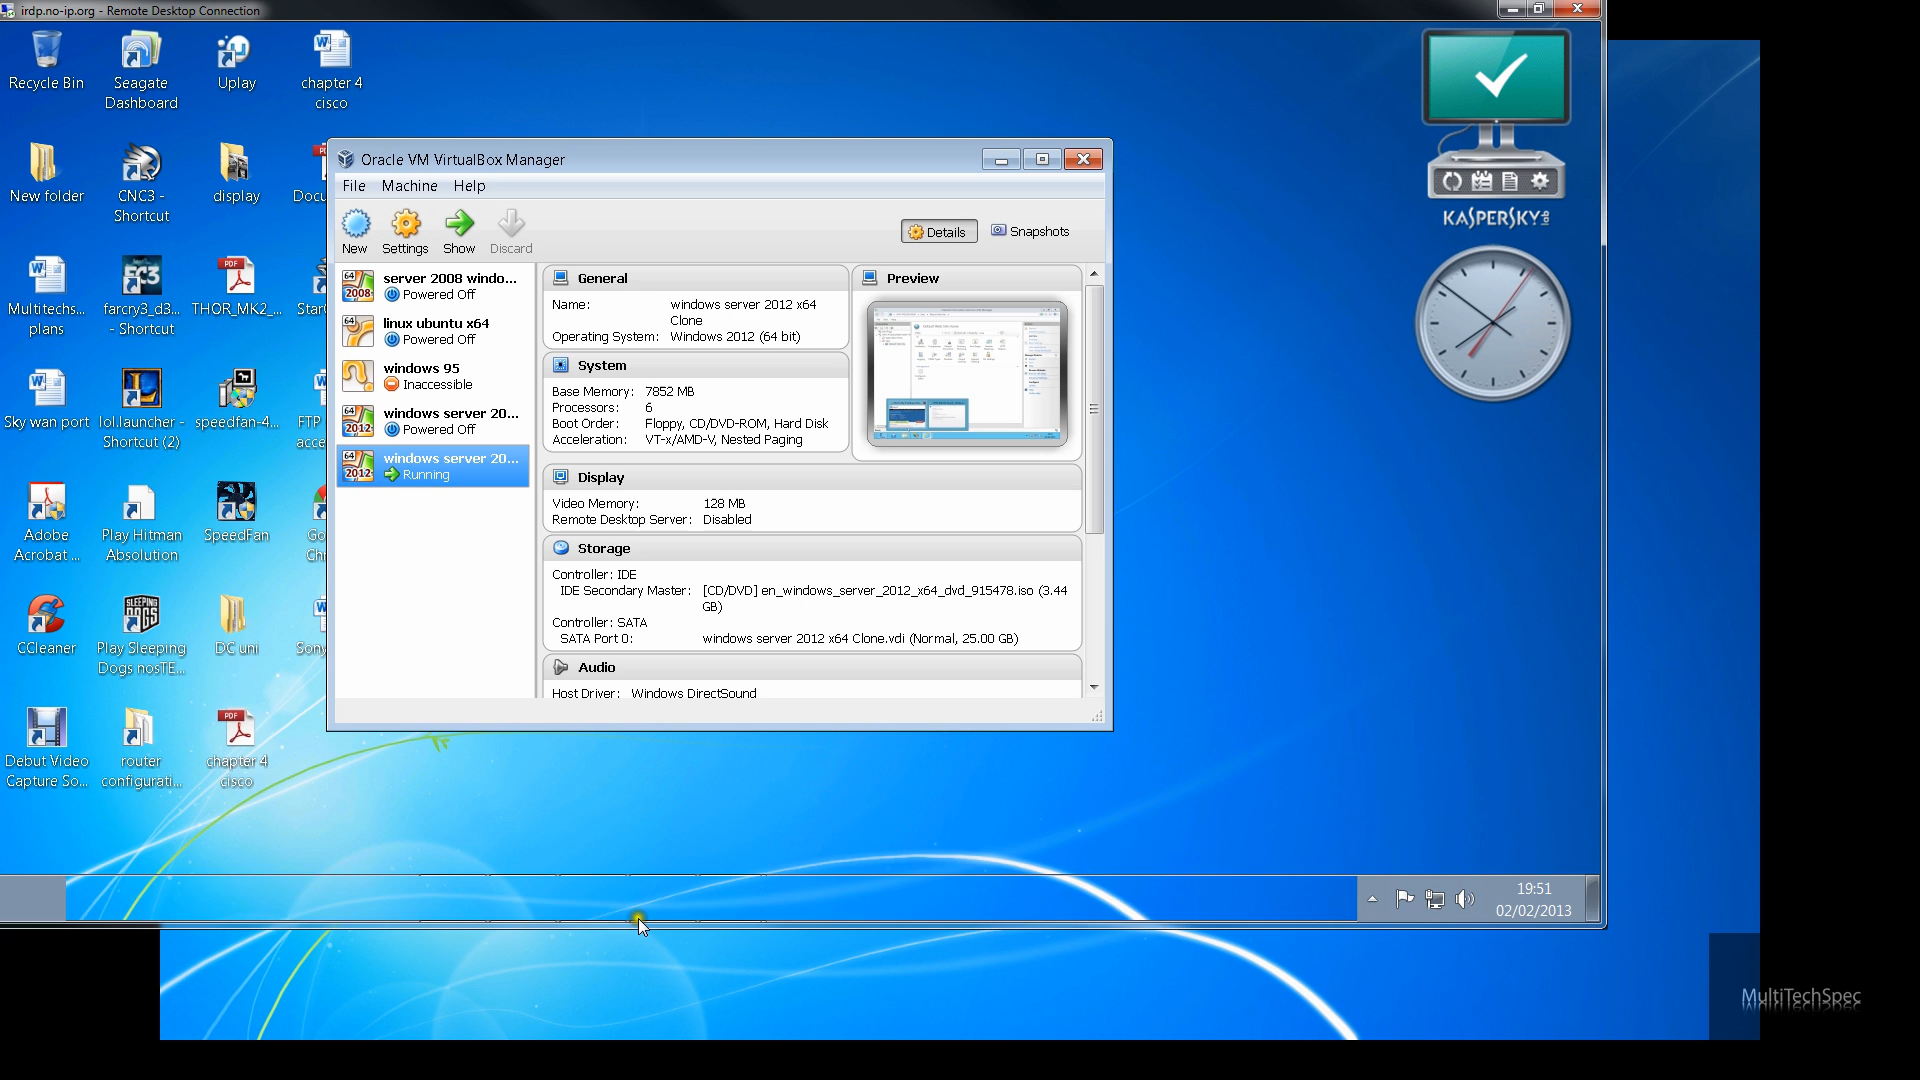 irdp.no-ip.org - Remote Desktop Connection
Recycle Bin
Seagate
Dashboard
Uplay
chapter 4
cisco
New folder
CNC3 -
Shortcut
display
Docu
Multitechs...
plans
farcry3_d3...
- Shortcut
THOR_MK2_...
Star
Sky wan port
lol.launcher -
Shortcut (2)
speedfan-4...
FTP
acce
Adobe
Acrobat ...
Play Hitman
Absolution
SpeedFan
Go
Ch
CCleaner
Play Sleeping
Dogs nosTE...
DC uni
Sony
Debut Video
Capture So...
router
configurati...
chapter 4
cisco
Oracle VM VirtualBox Manager
File Machine Help
New Settings Show Discard
Details Snapshots
server 2008 windo...
Powered Off
linux ubuntu x64
Powered Off
windows 95
Inaccessible
windows server 20...
Powered Off
windows server 20...
Running
General
Name: windows server 2012 x64
Clone
Operating System: Windows 2012 (64 bit)
System
Base Memory: 7852 MB
Processors: 6
Boot Order: Floppy, CD/DVD-ROM, Hard Disk
Acceleration: VT-x/AMD-V, Nested Paging
Preview
Display
Video Memory: 128 MB
Remote Desktop Server: Disabled
Storage
Controller: IDE
IDE Secondary Master: [CD/DVD] en_windows_server_2012_x64_dvd_915478.iso (3.44
GB)
Controller: SATA
SATA Port 0: windows server 2012 x64 Clone.vdi (Normal, 25.00 GB)
Audio
Host Driver: Windows DirectSound
KASPERSKY
19:51
02/02/2013
MultiTechSpec